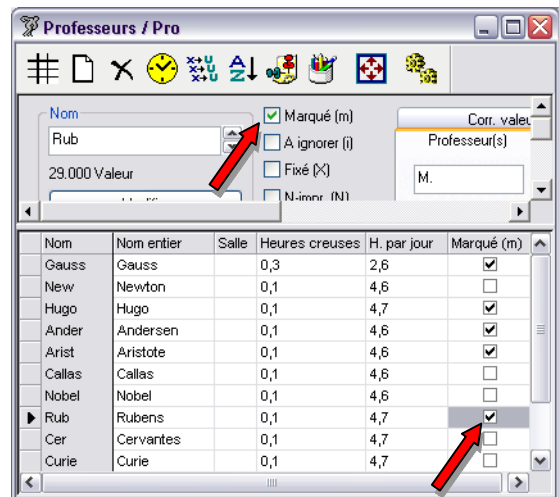 Professeurs / Pro
Nom
Marqué (m)
Corr. valeu
Rub
A ignorer (i)
Professeur(s)
29.000 Valeur
Fixé (X)
M.
N-impr. (N)
Nom Nom entier Salle Heures creuses H. par jour Marqué (m)
Gauss Gauss 0,3 2,6
New Newton 0,1 4,6
Hugo Hugo 0,1 4,7
Ander Andersen 0,1 4,6
Arist Aristote 0,1 4,6
Callas Callas 0,1 4,6
Nobel Nobel 0,1 4,6
Rub Rubens 0,1 4,7
Cer Cervantes 0,1 4,7
Curie Curie 0,1 4,7